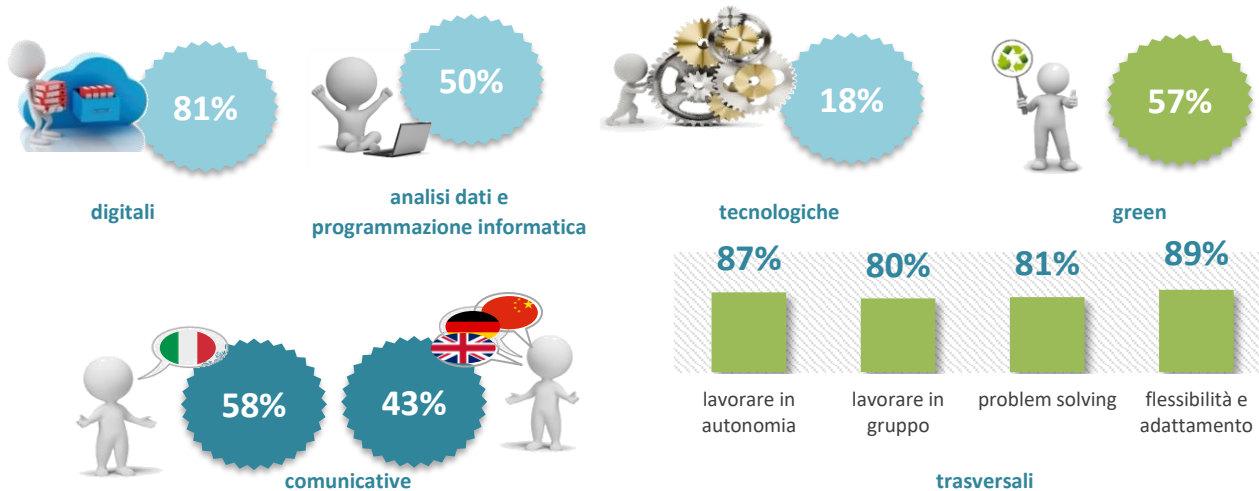 81%
50%
18%
57%
digitali
analisi dati e
programmazione informatica
tecnologiche
green
58%
43%
comunicative
87%
80%
81%
89%
lavorare in
autonomia
lavorare in
gruppo
problem solving
flessibilità e
adattamento
trasversali